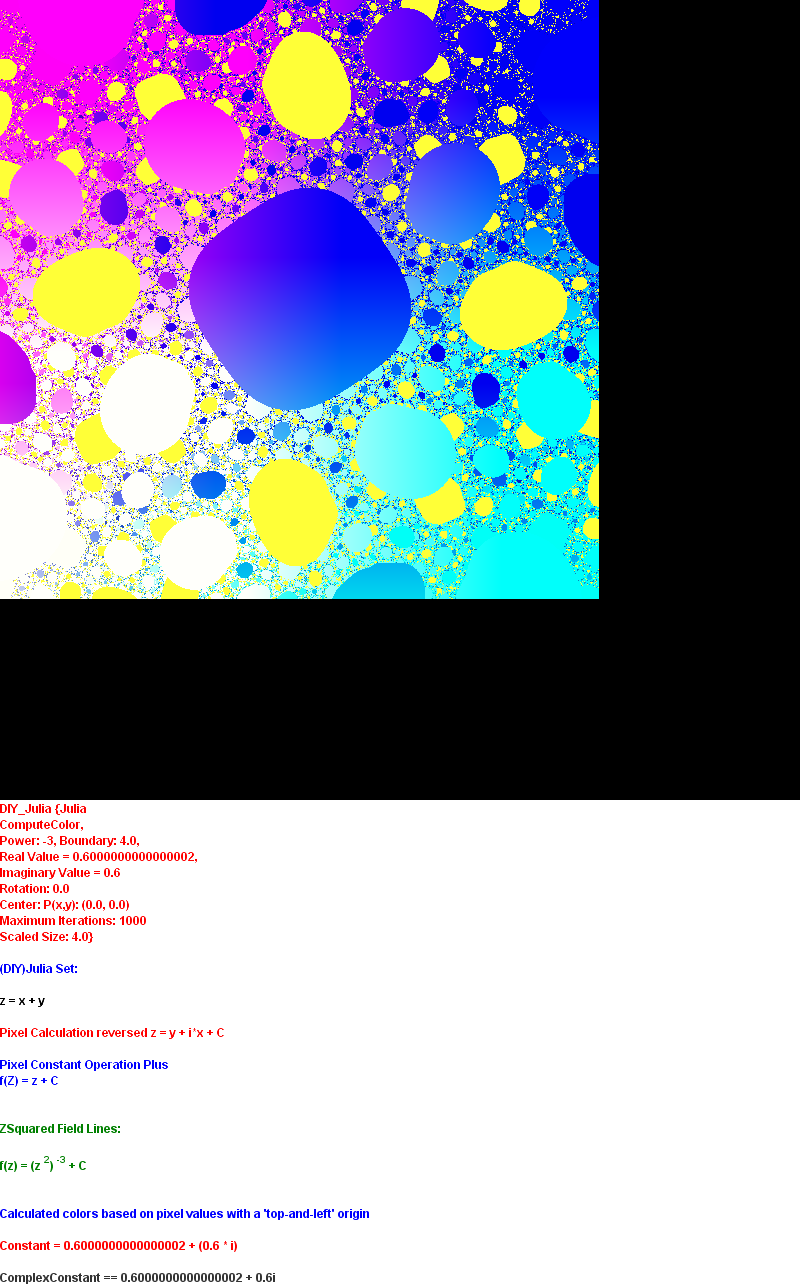 DIY_Julia {Julia
ComputeColor,
Power: -3, Boundary: 4.0,
Real Value = 0.6000000000000002,
Imaginary Value = 0.6
Rotation: 0.0
Center: P(x,y): (0.0, 0.0)
Maximum Iterations: 1000
Scaled Size: 4.0}
(DIY)Julia Set:
z = x + y
Pixel Calculation reversed z = y + i*x + C
Pixel Constant Operation Plus
f(Z) = z + C
ZSquared Field Lines:
f(z) = (z 2) -3 + C
Calculated colors based on pixel values with a 'top-and-left' origin
Constant = 0.6000000000000002 + (0.6 * i)
ComplexConstant == 0.6000000000000002 + 0.6i